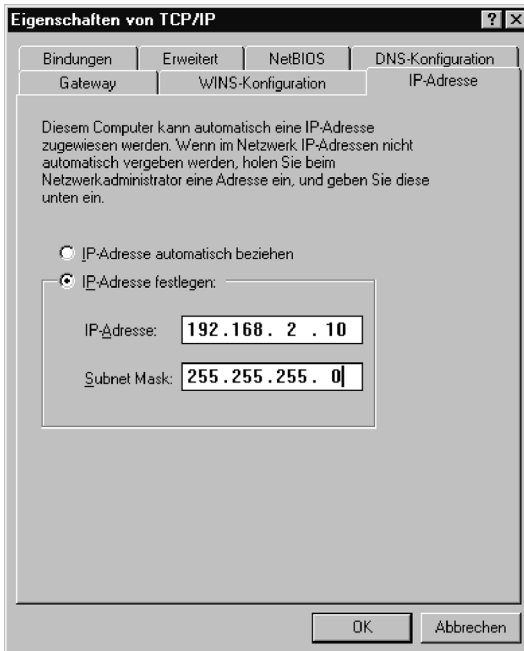 Eigenschaften von TCP/IP
Bindungen Erweitert NetBIOS DNS-Konfiguration
Gateway WINS-Konfiguration IP-Adresse
Diesem Computer kann automatisch eine IP-Adresse
zugewiesen werden. Wenn im Netzwerk IP-Adressen nicht
automatisch vergeben werden, holen Sie beim
Netzwerkadministrator eine Adresse ein, und geben Sie diese
unten ein.
IP-Adresse automatisch beziehen
IP-Adresse festlegen:
IP-Adresse: 192.168. 2 .10
Subnet Mask: 255.255.255. 0
OK Abbrechen